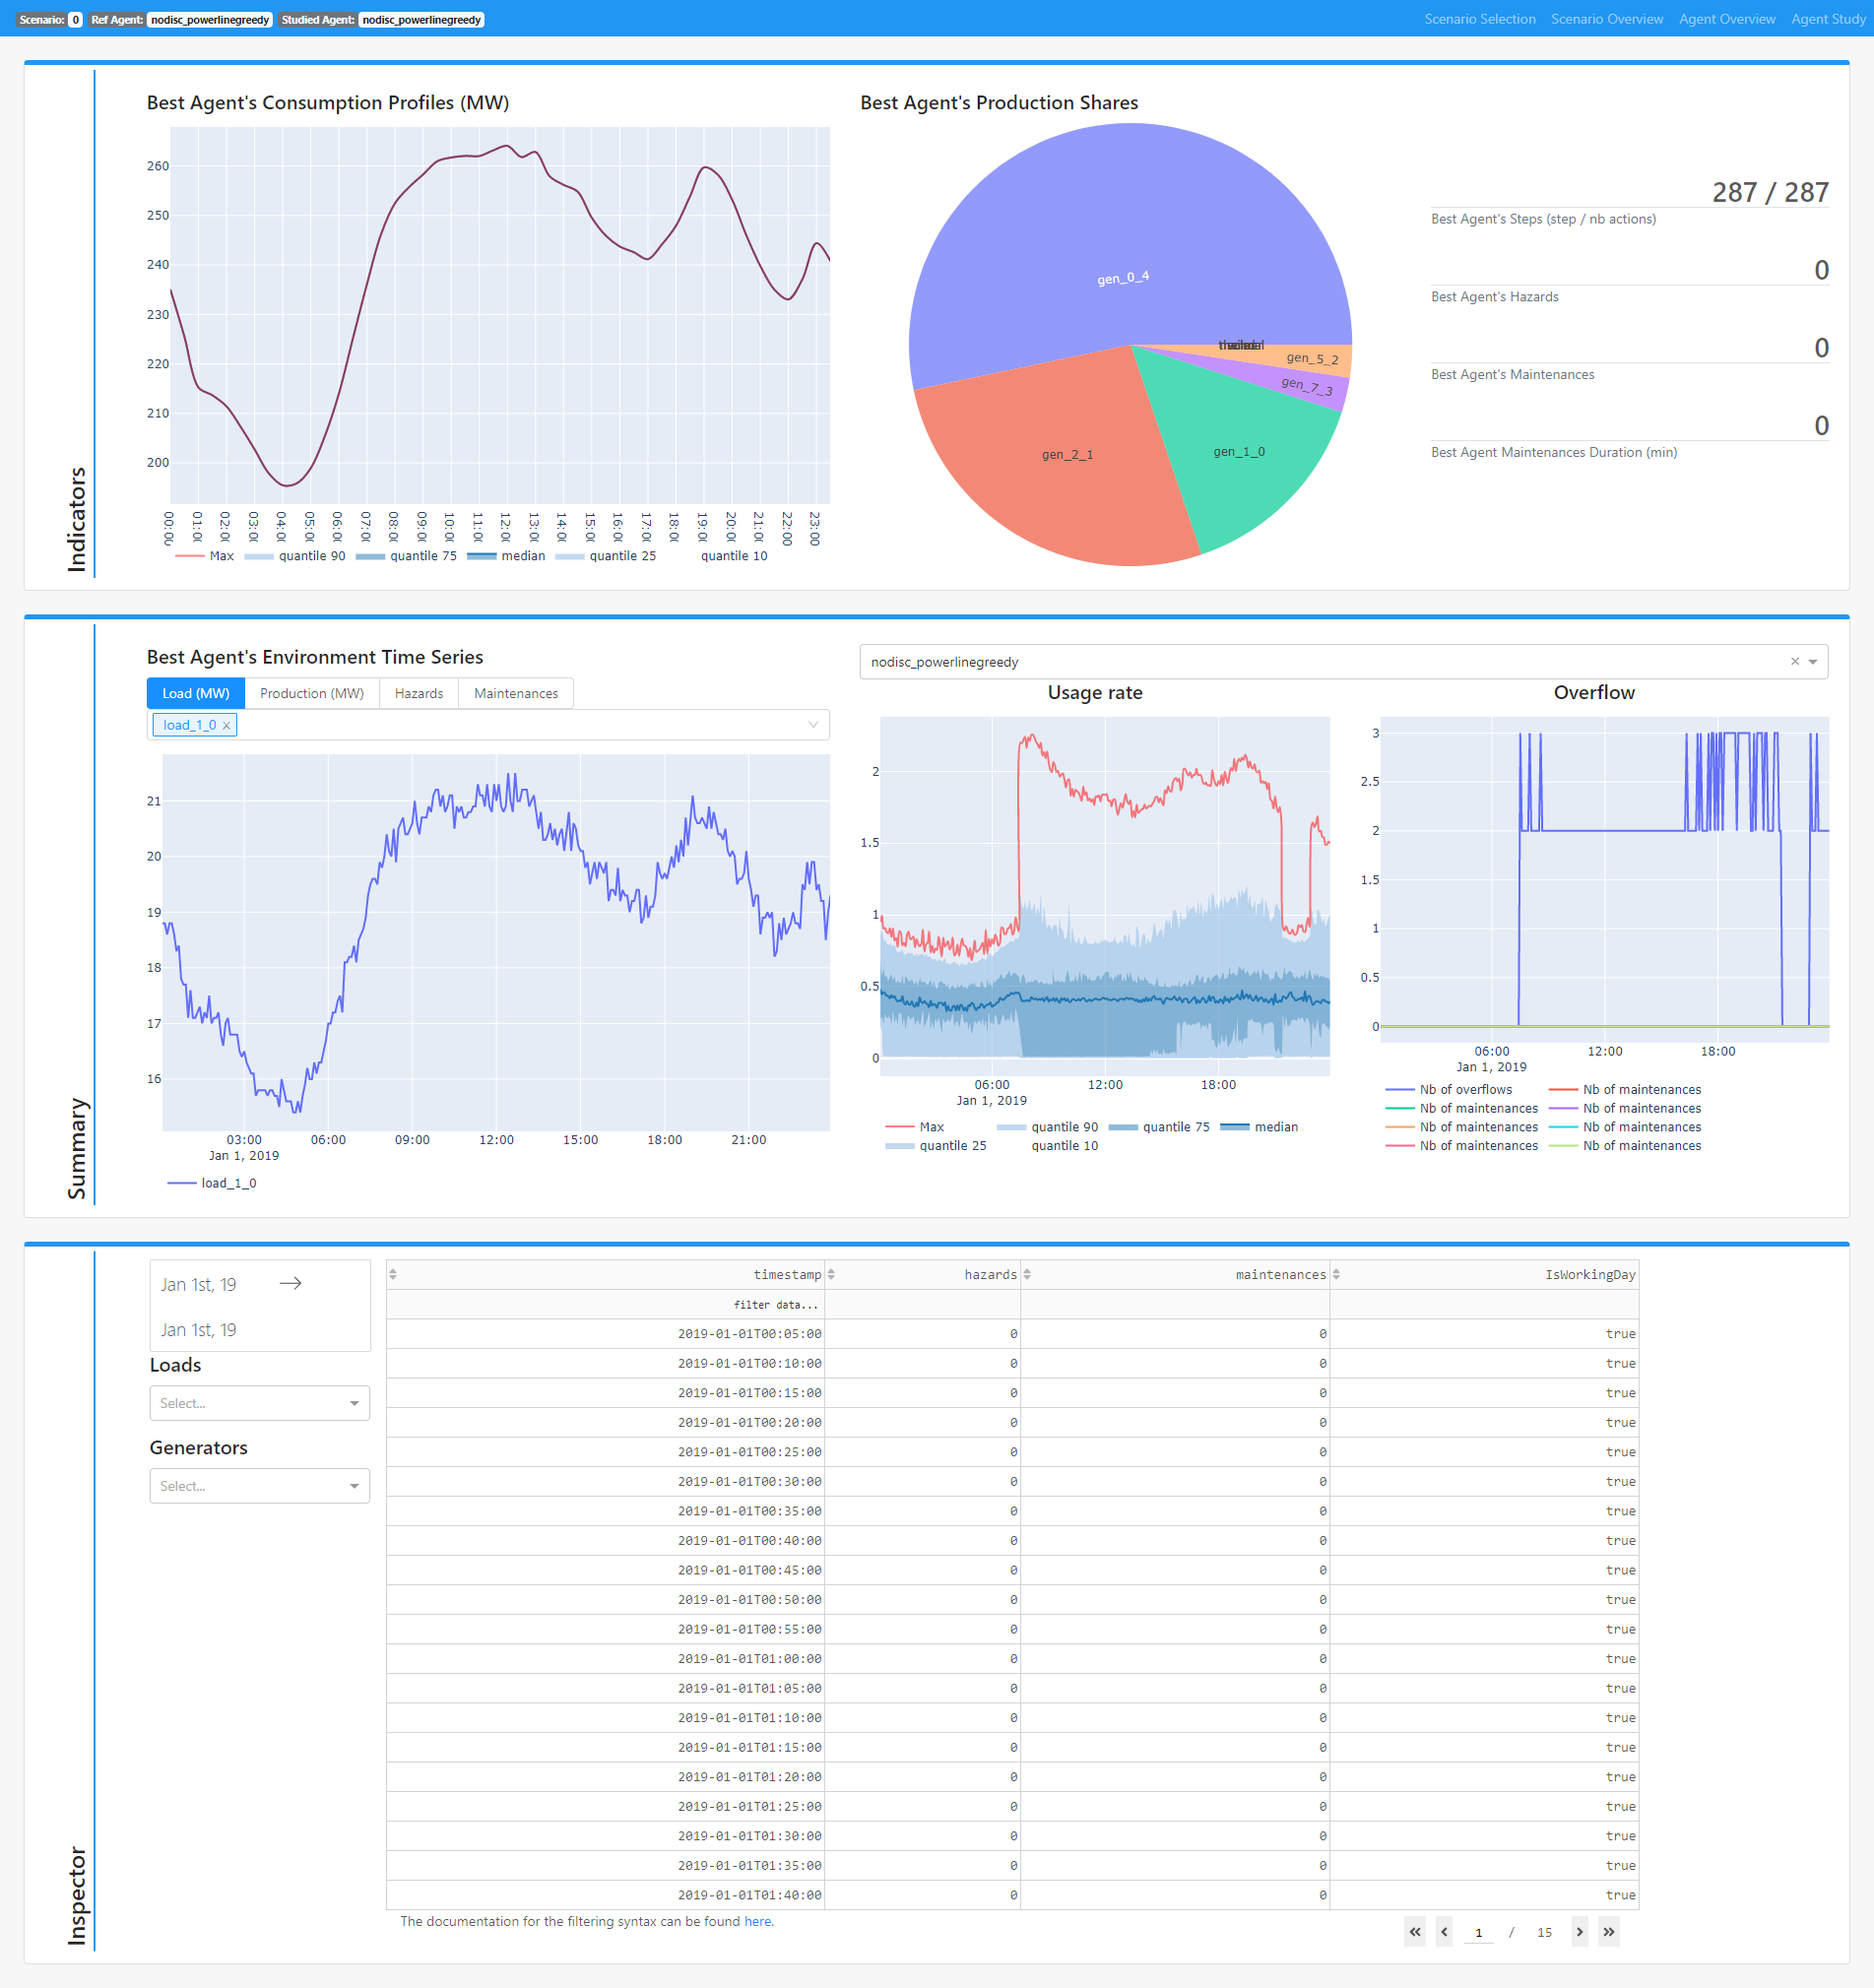 Scenario: 0 Ref Agent: nodisc_powerlinegreedy Studied Agent: nodisc_powerlinegreedy
Scenario Selection Scenario Overview Agent Overview Agent Study
Indicators
Best Agent's Consumption Profiles (MW)
260
250
240
230
220
210
200
00:00 01:00 02:00 03:00 04:00 05:00 06:00 07:00 08:00 09:00 10:00 11:00 12:00 13:00 14:00 15:00 16:00 17:00 18:00 19:00 20:00 21:00 22:00 23:00
Max quantile 90 quantile 75 median quantile 25 quantile 10
Best Agent's Production Shares
gen_0_4
gen_5_2
gen_7_3
gen_1_0
gen_2_1
287 / 287
Best Agent's Steps (step / nb actions)
0
Best Agent's Hazards
0
Best Agent's Maintenances
0
Best Agent Maintenances Duration (min)
Summary
Best Agent's Environment Time Series
Load (MW) Production (MW) Hazards Maintenances
load_1_0 ×
21
20
19
18
17
16
03:00 06:00 09:00 12:00 15:00 18:00 21:00
Jan 1, 2019
load_1_0
nodisc_powerlinegreedy ×
Usage rate
2
1.5
1
0.5
0
06:00 12:00 18:00
Jan 1, 2019
Max quantile 90 quantile 75 median
quantile 25 quantile 10
Overflow
3
2.5
2
1.5
1
0.5
0
06:00 12:00 18:00
Jan 1, 2019
Nb of overflows Nb of maintenances
Nb of maintenances Nb of maintenances
Nb of maintenances Nb of maintenances
Nb of maintenances Nb of maintenances
Inspector
Jan 1st, 19 →
Jan 1st, 19
Loads
Select...
Generators
Select...
timestamp hazards maintenances IsWorkingDay
filter data...
2019-01-01T00:05:00 0 0 true
2019-01-01T00:10:00 0 0 true
2019-01-01T00:15:00 0 0 true
2019-01-01T00:20:00 0 0 true
2019-01-01T00:25:00 0 0 true
2019-01-01T00:30:00 0 0 true
2019-01-01T00:35:00 0 0 true
2019-01-01T00:40:00 0 0 true
2019-01-01T00:45:00 0 0 true
2019-01-01T00:50:00 0 0 true
2019-01-01T00:55:00 0 0 true
2019-01-01T01:00:00 0 0 true
2019-01-01T01:05:00 0 0 true
2019-01-01T01:10:00 0 0 true
2019-01-01T01:15:00 0 0 true
2019-01-01T01:20:00 0 0 true
2019-01-01T01:25:00 0 0 true
2019-01-01T01:30:00 0 0 true
2019-01-01T01:35:00 0 0 true
2019-01-01T01:40:00 0 0 true
The documentation for the filtering syntax can be found here.
« ‹ 1 / 15 › »